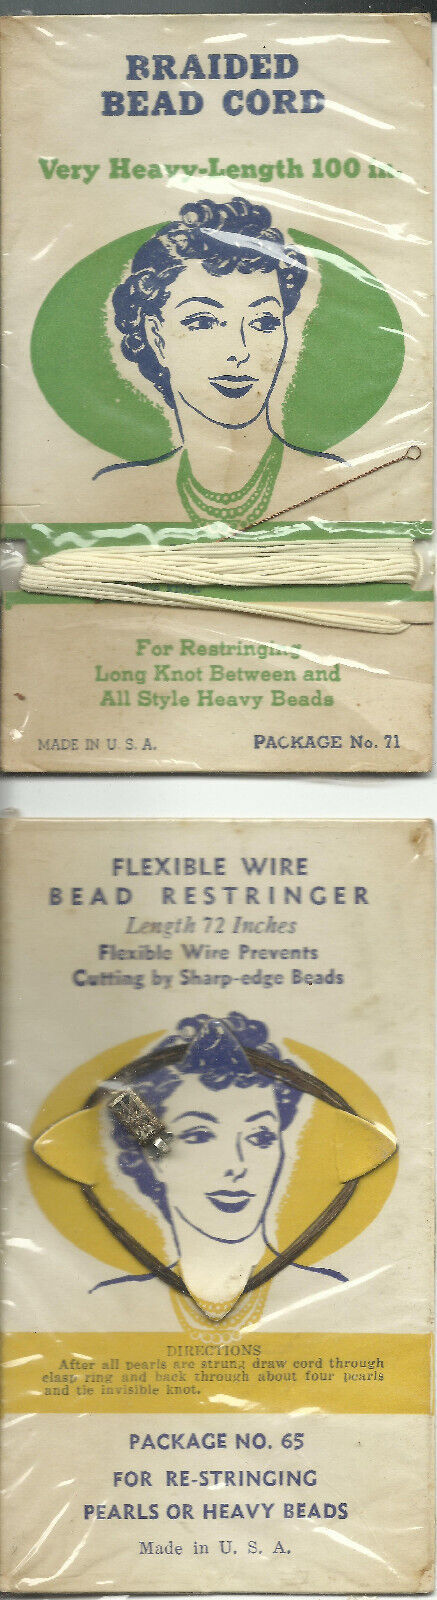 BRAIDED
BEAD CORD
Very Heavy-Length 100 in.
For Restringing
Long Knot Between and
All Style Heavy Beads
MADE IN U. S. A. PACKAGE No. 71
FLEXIBLE WIRE
BEAD RESTRINGER
Length 72 Inches
Flexible Wire Prevents
Cutting by Sharp-edge Beads
DIRECTIONS
After all pearls are strung draw cord through
clasp ring and back through about four pearls
and tie invisible knot.
PACKAGE NO. 65
FOR RE-STRINGING
PEARLS OR HEAVY BEADS
Made in U. S. A.